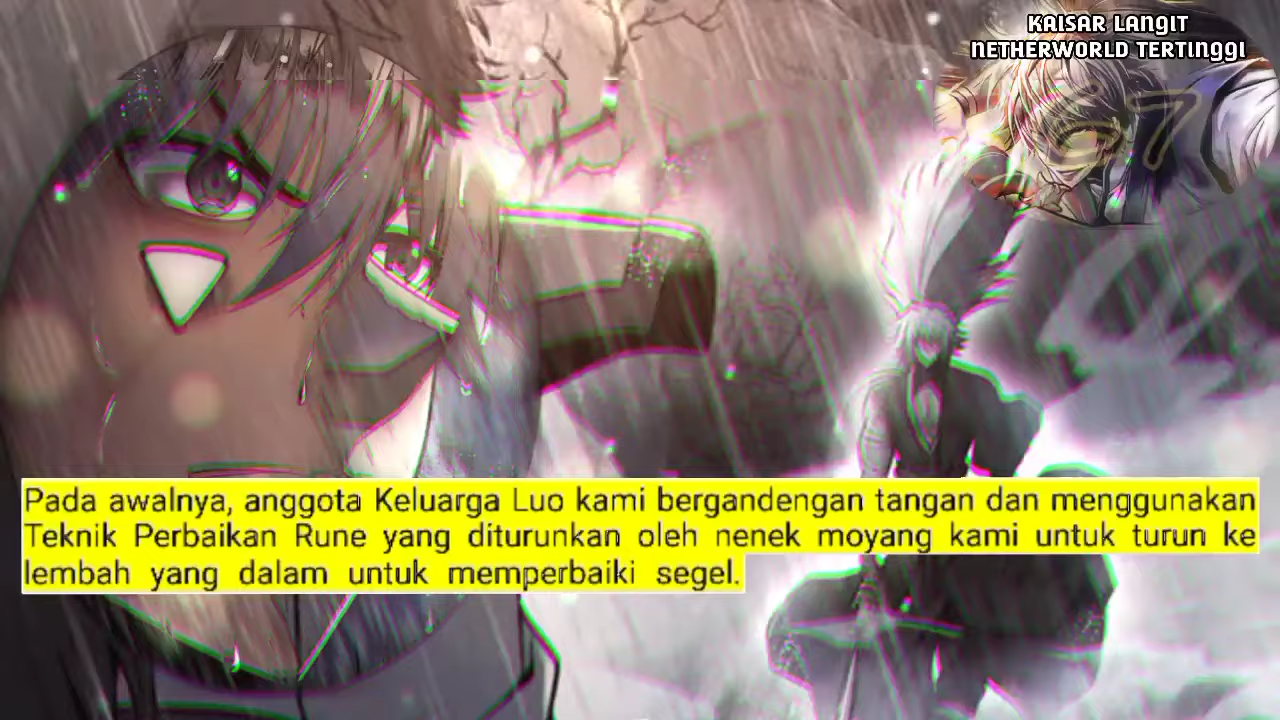 KAISAR LANGIT
NETHERWORLD TERTINGGI
67
Pada awalnya, anggota Keluarga Luo kami bergandengan tangan dan menggunakan
Teknik Perbaikan Rune yang diturunkan oleh nenek moyang kami untuk turun ke
lembah yang dalam untuk memperbaiki segel.